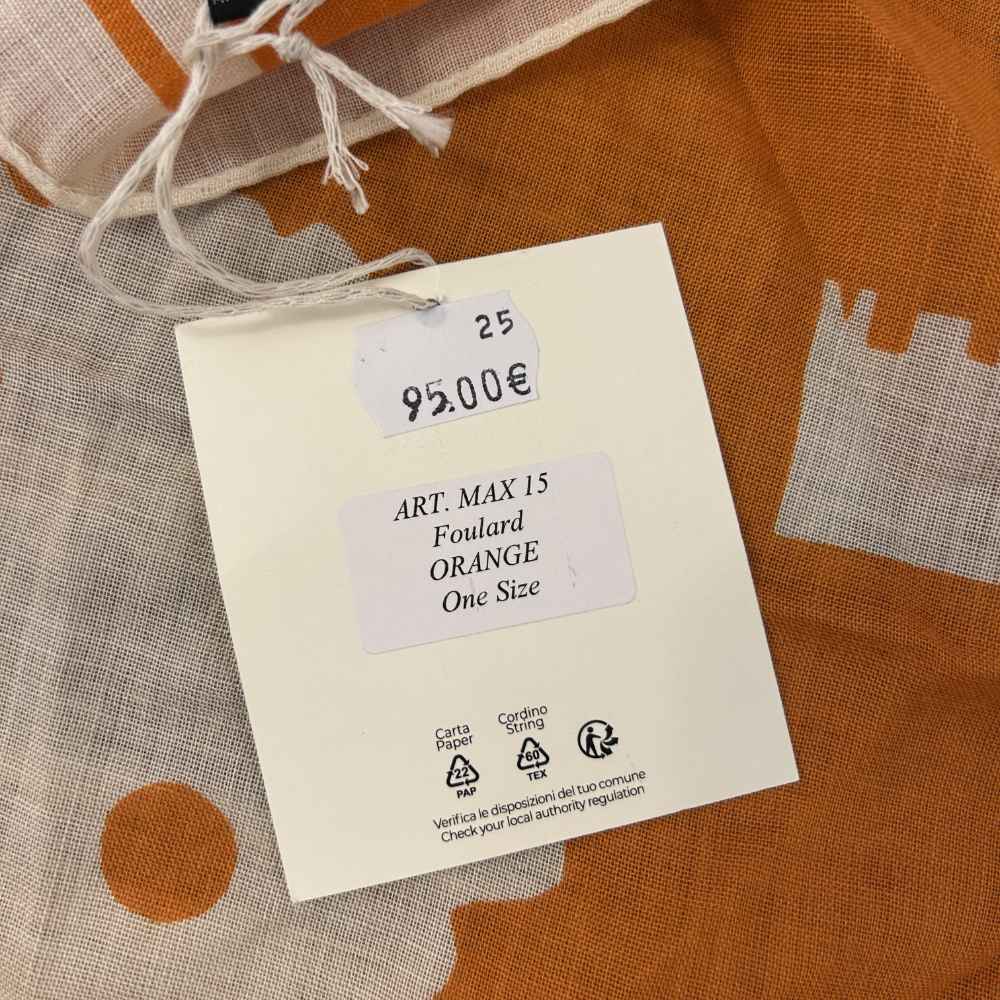 25
95.00€
ART. MAX 15
Foulard
ORANGE
One Size
Carta
Paper
Cordino
String
22
PAP
60
TEX
Verifica le disposizioni del tuo comune
Check your local authority regulation